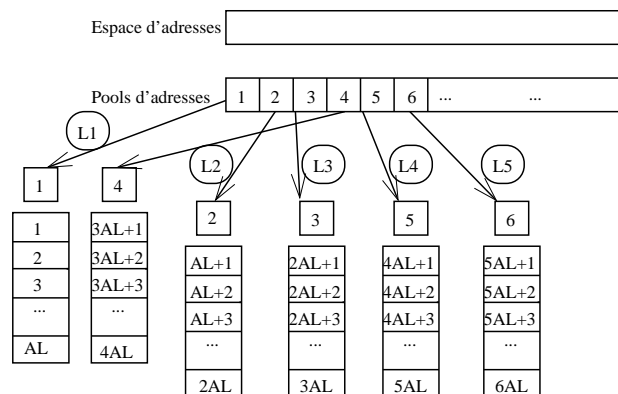 Espace d'adresses
Pools d'adresses 1 2 3 4 5 6 ... ...
L1 L2 L3 L4 L5
1 4
2 3 5 6
1 3AL+1
2 3AL+2
3 3AL+3
... ...
AL 4AL
AL+1 2AL+1 4AL+1 5AL+1
AL+2 2AL+2 4AL+2 5AL+2
AL+3 2AL+3 4AL+3 5AL+3
... ... ... ...
2AL 3AL 5AL 6AL